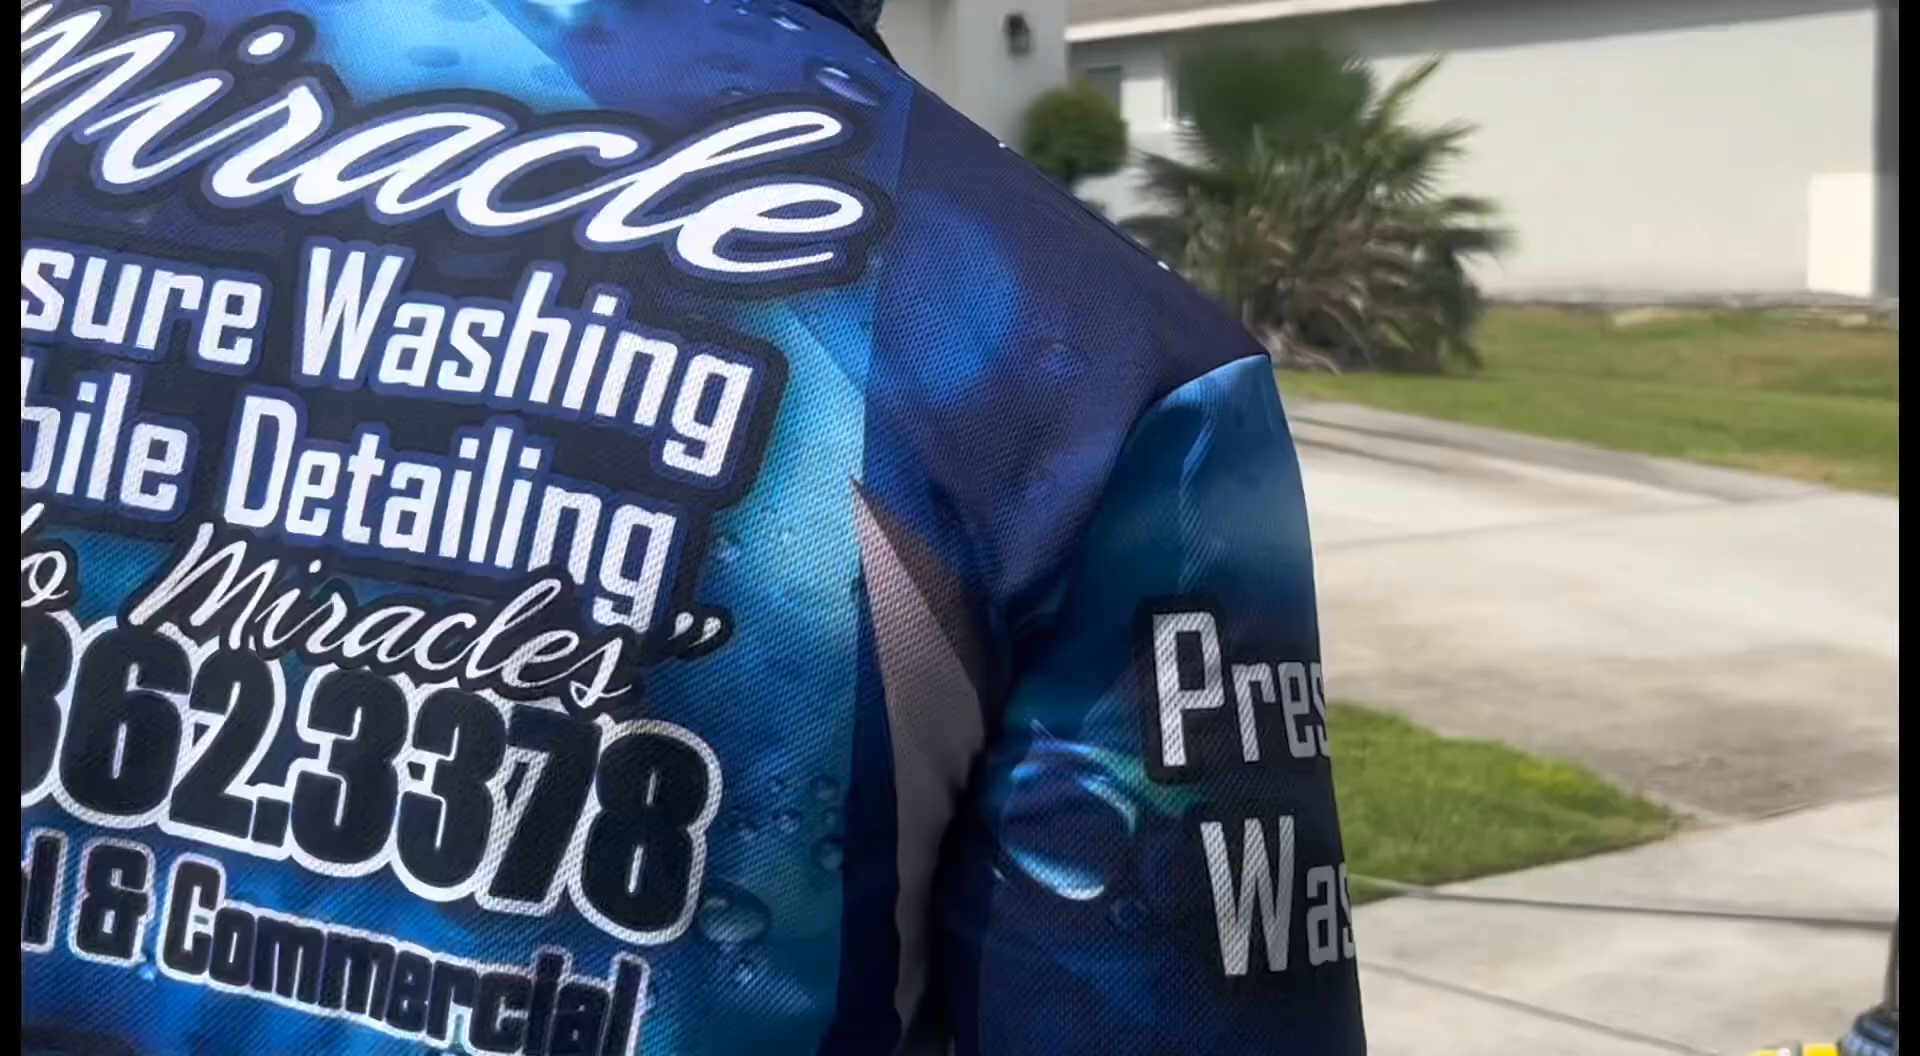 Miracle
sure Washing
bile Detailing
o Miracles”
362.3378
l & Commercial
Pres
Was